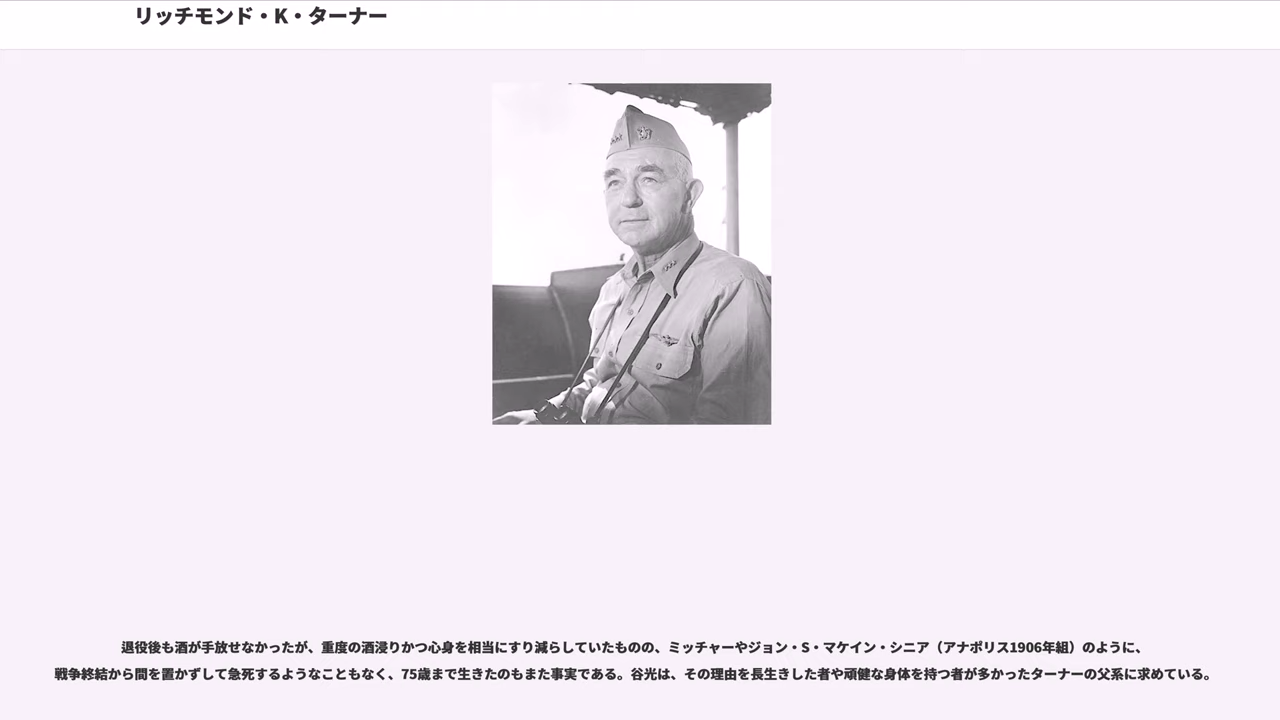 リッチモンド・K・ターナー
退役後も酒が手放せなかったが、重度の酒浸りかつ心身を相当にすり減らしていたものの、ミッチャーやジョン・S・マケイン・シニア（アナポリス1906年組）のように、
戦争終結から間を置かずして急死するようなこともなく、75歳まで生きたのもまた事実である。谷光は、その理由を長生きした者や頑健な身体を持つ者が多かったターナーの父系に求めている。